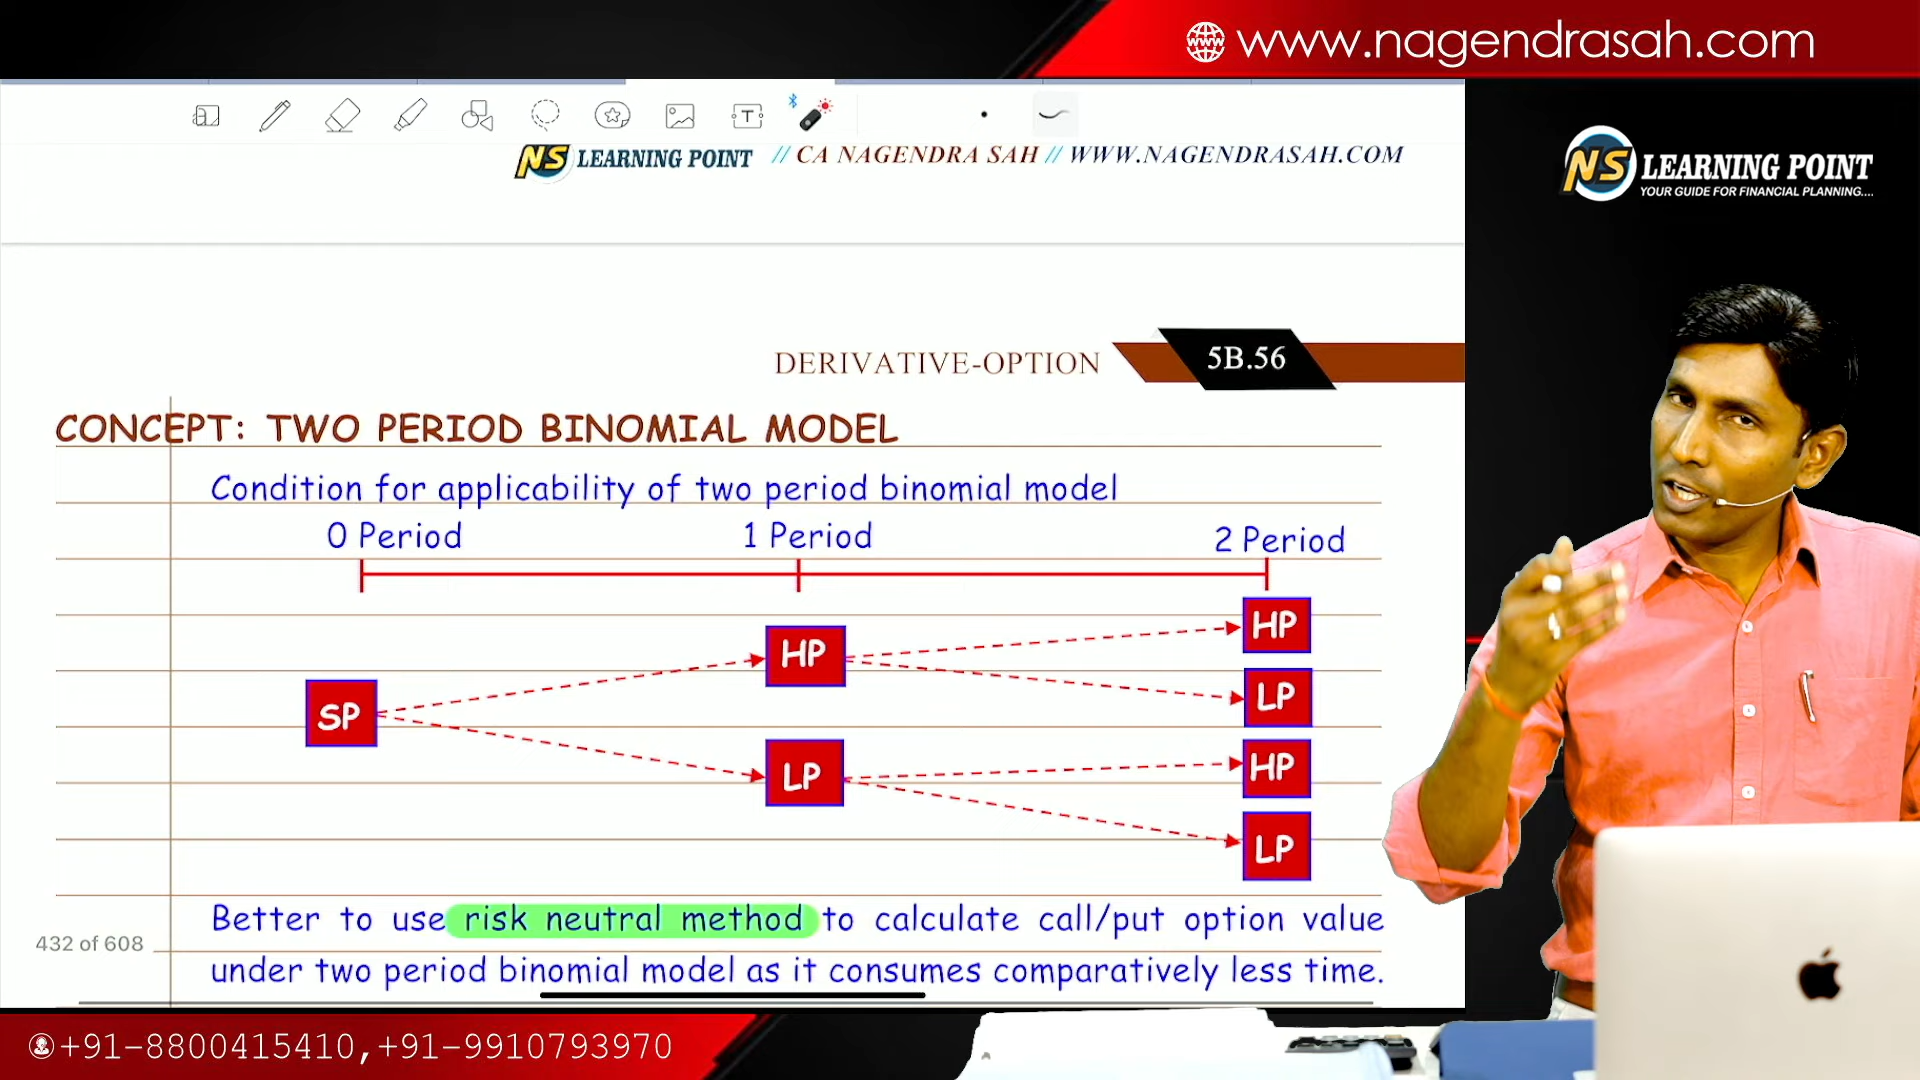 www.nagendrasah.com
NS LEARNING POINT // CA NAGENDRA SAH // WWW.NAGENDRASAH.COM
NS LEARNING POINT
YOUR GUIDE FOR FINANCIAL PLANNING....
DERIVATIVE-OPTION 5B.56
CONCEPT: TWO PERIOD BINOMIAL MODEL
Condition for applicability of two period binomial model
0 Period 1 Period 2 Period
HP
HP
LP
SP
HP
LP
LP
Better to use risk neutral method to calculate call/put option value
432 of 608
under two period binomial model as it consumes comparatively less time.
+91-8800415410,+91-9910793970